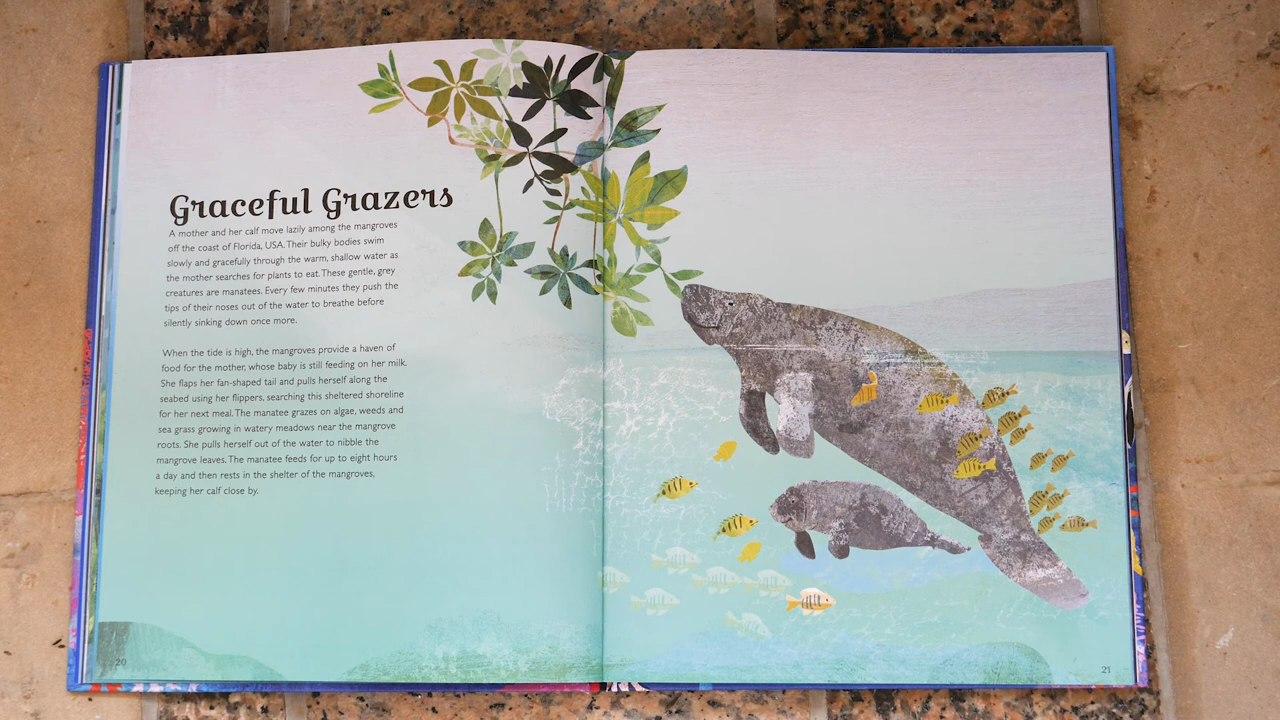 Graceful Grazers
A mother and her calf move lazily among the mangroves
off the coast of Florida, USA. Their bulky bodies swim
slowly and gracefully through the warm, shallow water as
the mother searches for plants to eat. These gentle, grey
creatures are manatees. Every few minutes they push the
tips of their noses out of the water to breathe before
silently sinking down once more.
When the tide is high, the mangroves provide a haven of
food for the mother, whose baby is still feeding on her milk.
She flaps her fan-shaped tail and pulls herself along the
seabed using her flippers, searching this sheltered shoreline
for her next meal. The manatee grazes on algae, weeds and
sea grass growing in watery meadows near the mangrove
roots. She pulls herself out of the water to nibble the
mangrove leaves. The manatee feeds for up to eight hours
a day and then rests in the shelter of the mangroves,
keeping her calf close by.
20
21